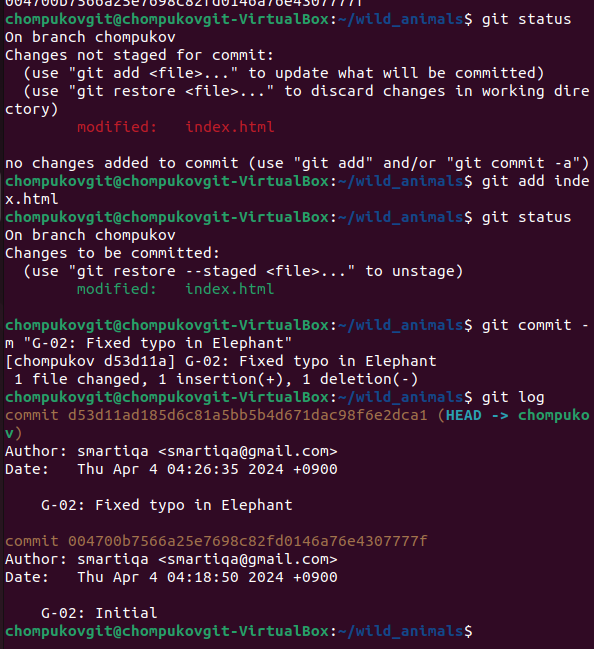 004700b7566a25e7698c82fd0146a76e4307777f
chompukovgit@chompukovgit-VirtualBox:~/wild_animals$ git status
On branch chompukov
Changes not staged for commit:
  (use "git add <file>..." to update what will be committed)
  (use "git restore <file>..." to discard changes in working dire
ctory)
        modified:   index.html

no changes added to commit (use "git add" and/or "git commit -a")
chompukovgit@chompukovgit-VirtualBox:~/wild_animals$ git add inde
x.html
chompukovgit@chompukovgit-VirtualBox:~/wild_animals$ git status
On branch chompukov
Changes to be committed:
  (use "git restore --staged <file>..." to unstage)
        modified:   index.html

chompukovgit@chompukovgit-VirtualBox:~/wild_animals$ git commit -
m "G-02: Fixed typo in Elephant"
[chompukov d53d11a] G-02: Fixed typo in Elephant
 1 file changed, 1 insertion(+), 1 deletion(-)
chompukovgit@chompukovgit-VirtualBox:~/wild_animals$ git log
commit d53d11ad185d6c81a5bb5b4d671dac98f6e2dca1 (HEAD -> chompuko
v)
Author: smartiqa <smartiqa@gmail.com>
Date:   Thu Apr 4 04:26:35 2024 +0900

    G-02: Fixed typo in Elephant

commit 004700b7566a25e7698c82fd0146a76e4307777f
Author: smartiqa <smartiqa@gmail.com>
Date:   Thu Apr 4 04:18:50 2024 +0900

    G-02: Initial
chompukovgit@chompukovgit-VirtualBox:~/wild_animals$